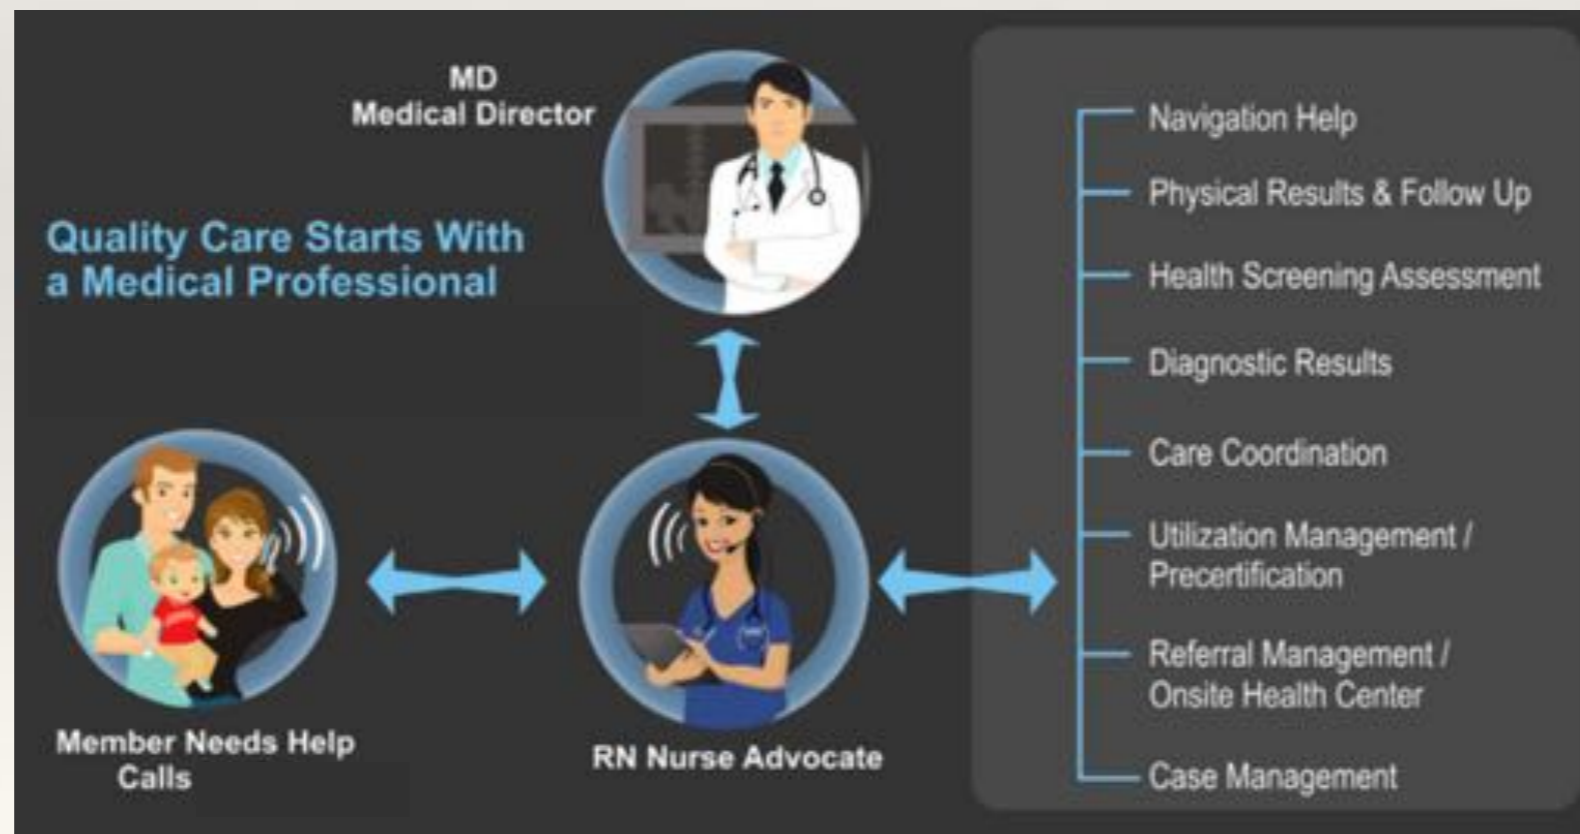 MD
Medical Director
Quality Care Starts With
a Medical Professional
Member Needs Help
Calls
RN Nurse Advocate
Navigation Help
Physical Results & Follow Up
Health Screening Assessment
Diagnostic Results
Care Coordination
Utilization Management /
Precertification
Referral Management /
Onsite Health Center
Case Management